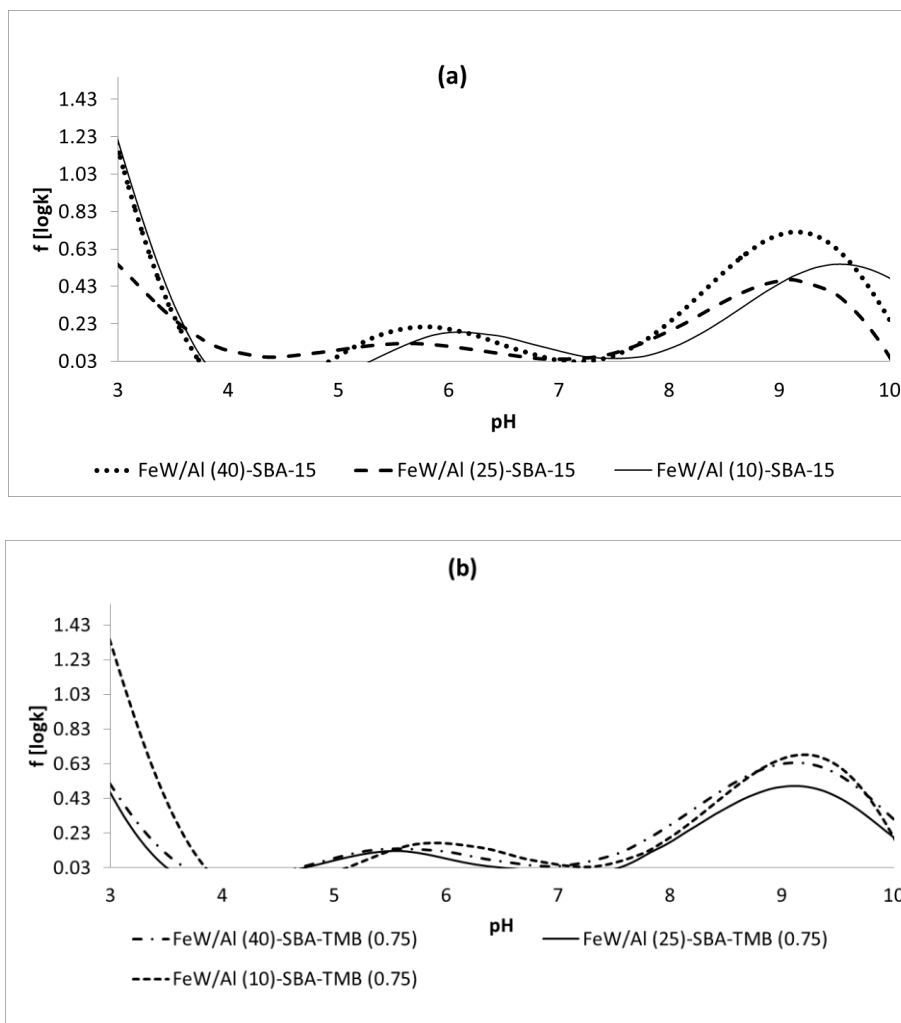 (a)
f [logk]
1.43
1.23
1.03
0.83
0.63
0.43
0.23
0.03
3 4 5 6 7 8 9 10
pH
FeW/Al (40)-SBA-15 FeW/Al (25)-SBA-15 FeW/Al (10)-SBA-15
(b)
f [logk]
1.43
1.23
1.03
0.83
0.63
0.43
0.23
0.03
3 4 5 6 7 8 9 10
pH
FeW/Al (40)-SBA-TMB (0.75) FeW/Al (25)-SBA-TMB (0.75)
FeW/Al (10)-SBA-TMB (0.75)